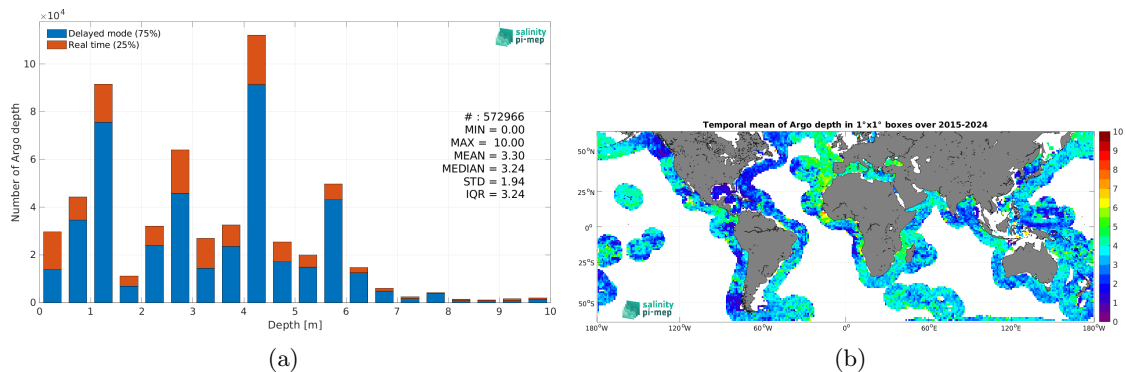 ×10⁴
Delayed mode (75%)
Real time (25%)
salinity
pi-mep
10
8
6
4
2
0
Number of Argo depth
# : 572966
MIN = 0.00
MAX = 10.00
MEAN = 3.30
MEDIAN = 3.24
STD = 1.94
IQR = 3.24
0 1 2 3 4 5 6 7 8 9 10
Depth [m]
(a)
Temporal mean of Argo depth in 1°x1° boxes over 2015-2024
50°N
25°N
0°
25°S
50°S
salinity
pi-mep
180°W 120°W 60°W 0° 60°E 120°E 180°W
10
9
8
7
6
5
4
3
2
1
0
(b)